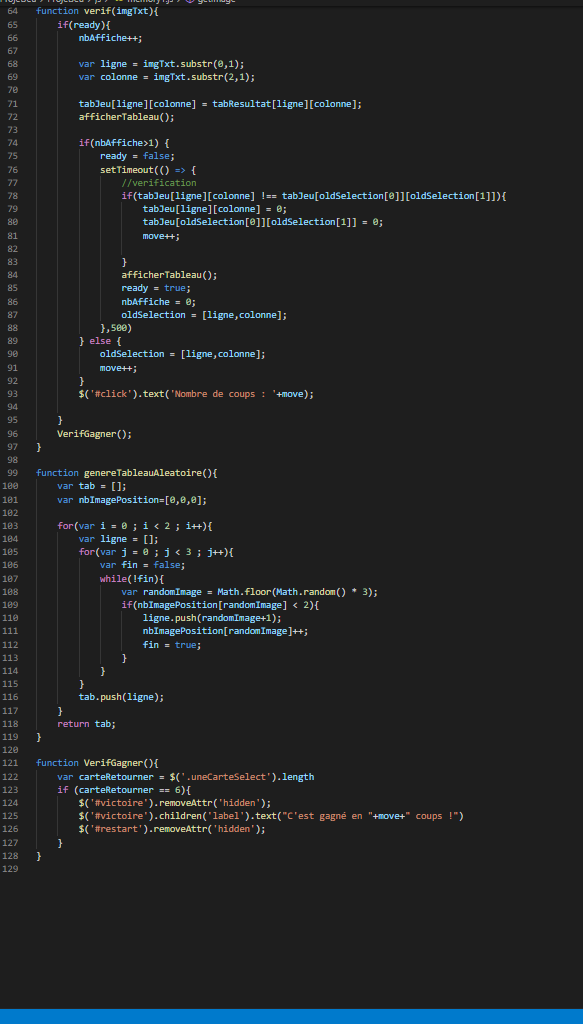 64 function verif(imgTxt){
65 if(ready){
66 nbAffiche++;
67
68 var ligne = imgTxt.substr(0,1);
69 var colonne = imgTxt.substr(2,1);
70
71 tabJeu[ligne][colonne] = tabResultat[ligne][colonne];
72 afficherTableau();
73
74 if(nbAffiche>1) {
75 ready = false;
76 setTimeout(() => {
77 //verification
78 if(tabJeu[ligne][colonne] !== tabJeu[oldSelection[0]][oldSelection[1]]){
79 tabJeu[ligne][colonne] = 0;
80 tabJeu[oldSelection[0]][oldSelection[1]] = 0;
81 move++;
82
83 }
84 afficherTableau();
85 ready = true;
86 nbAffiche = 0;
87 oldSelection = [ligne,colonne];
88 },500)
89 } else {
90 oldSelection = [ligne,colonne];
91 move++;
92 }
93 $('#click').text('Nombre de coups : '+move);
94
95 }
96 VerifGagner();
97 }
98
99 function genereTableauAleatoire(){
100 var tab = [];
101 var nbImagePosition=[0,0,0];
102
103 for(var i = 0 ; i < 2 ; i++){
104 var ligne = [];
105 for(var j = 0 ; j < 3 ; j++){
106 var fin = false;
107 while(!fin){
108 var randomImage = Math.floor(Math.random() * 3);
109 if(nbImagePosition[randomImage] < 2){
110 ligne.push(randomImage+1);
111 nbImagePosition[randomImage]++;
112 fin = true;
113 }
114 }
115 }
116 tab.push(ligne);
117 }
118 return tab;
119 }
120
121 function VerifGagner(){
122 var carteRetourner = $('.uneCarteSelect').length
123 if (carteRetourner == 6){
124 $('#victoire').removeAttr('hidden');
125 $('#victoire').children('label').text("C'est gagné en "+move+" coups !")
126 $('#restart').removeAttr('hidden');
127 }
128 }
129